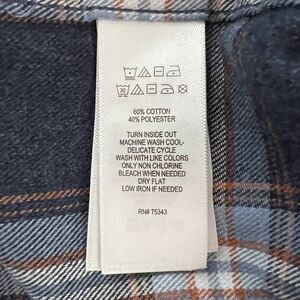 30
60% COTTON
40% POLYESTER
TURN INSIDE OUT
MACHINE WASH COOL-
DELICATE CYCLE
WASH WITH LIKE COLORS
ONLY NON CHLORINE
BLEACH WHEN NEEDED
DRY FLAT
LOW IRON IF NEEDED
RN# 75343